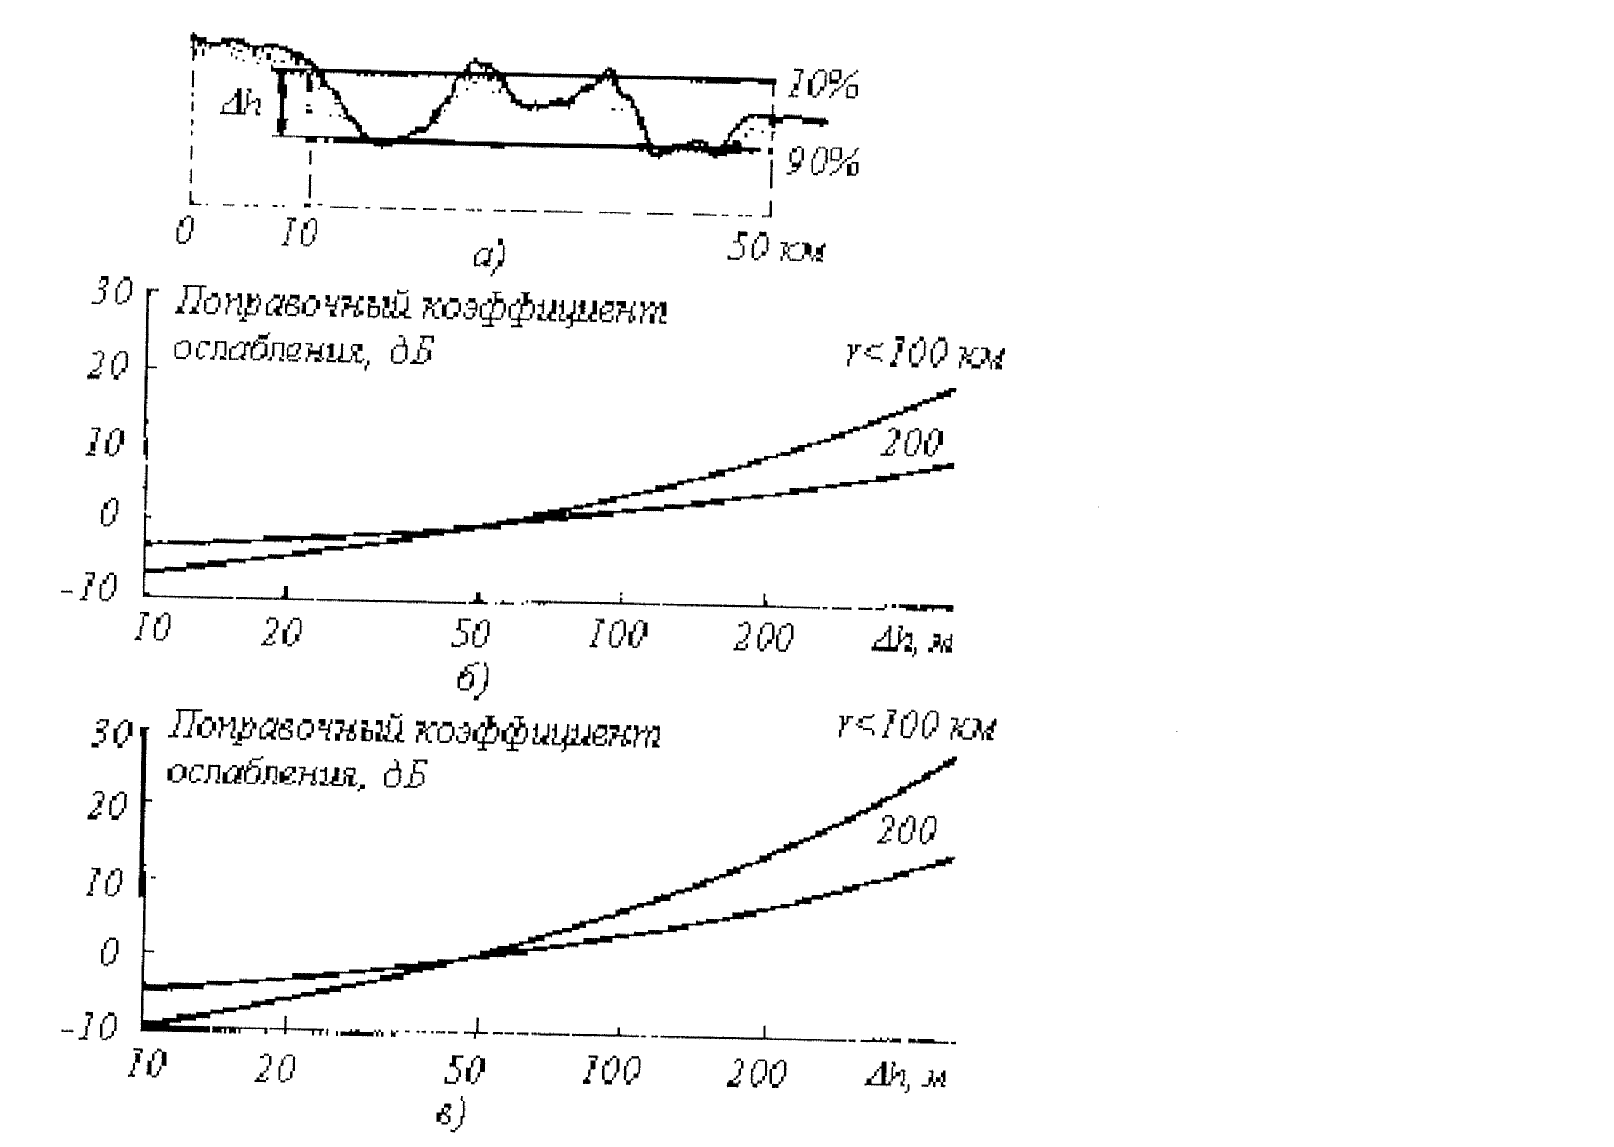 10%
Δh
90%
0 10 50 км
а)
30 Поправочный коэффициент
ослабления, дБ
r<100 км
20
200
10
0
-10
10 20 50 100 200 Δh, м
б)
30 Поправочный коэффициент
r<100 км
ослабления, дБ
20
200
10
0
-10
10 20 50 100 200 Δh, м
в)